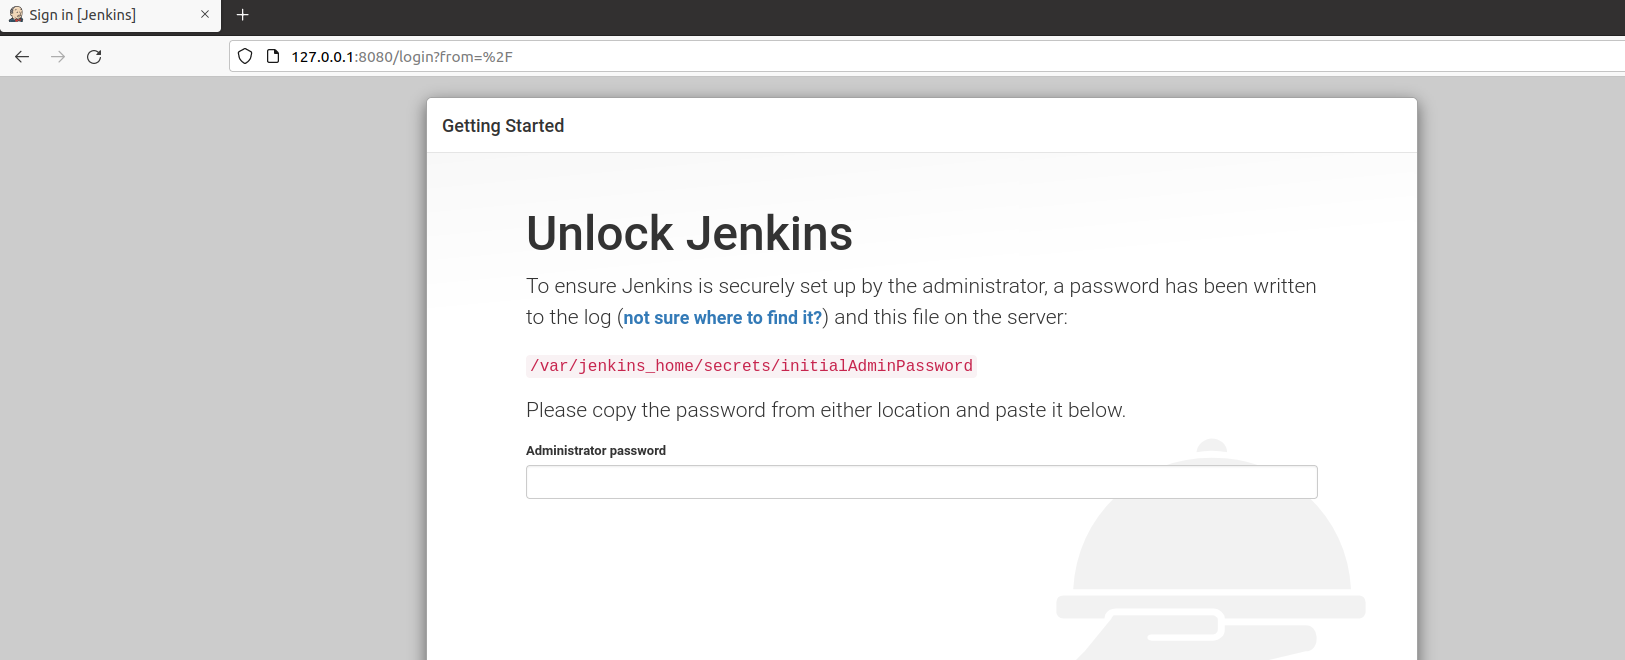 Sign in [Jenkins]
127.0.0.1:8080/login?from=%2F
Getting Started
Unlock Jenkins
To ensure Jenkins is securely set up by the administrator, a password has been written
to the log (not sure where to find it?) and this file on the server:
/var/jenkins_home/secrets/initialAdminPassword
Please copy the password from either location and paste it below.
Administrator password